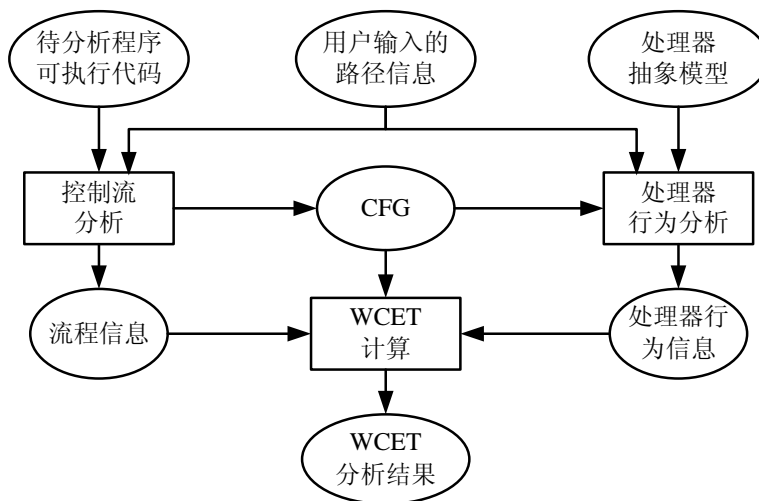 待分析程序
可执行代码
用户输入的
路径信息
处理器
抽象模型
控制流
分析
CFG
处理器
行为分析
流程信息
WCET
计算
处理器行
为信息
WCET
分析结果